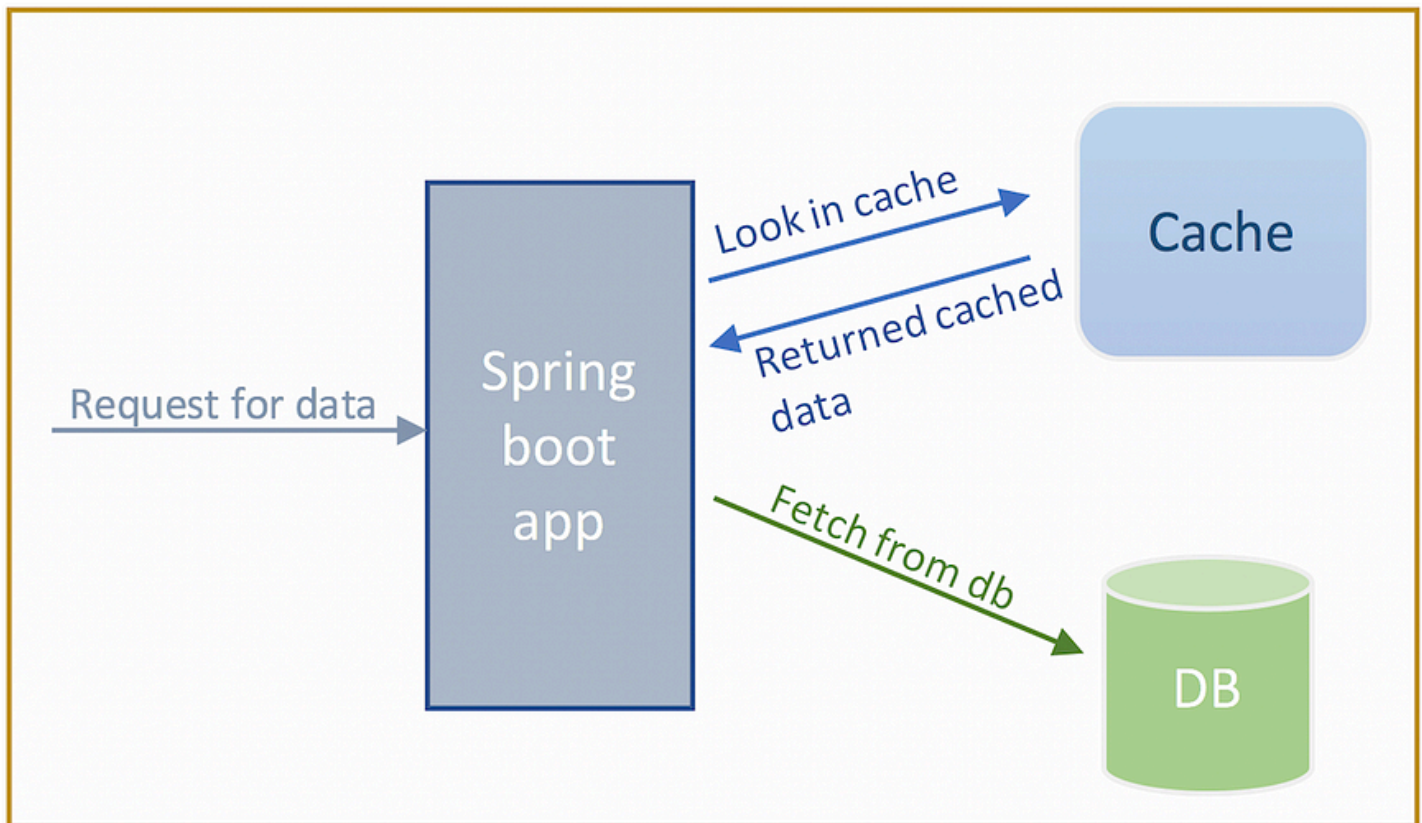 Request for data
Spring
boot
app
Look in cache
Returned cached
data
Cache
Fetch from db
DB